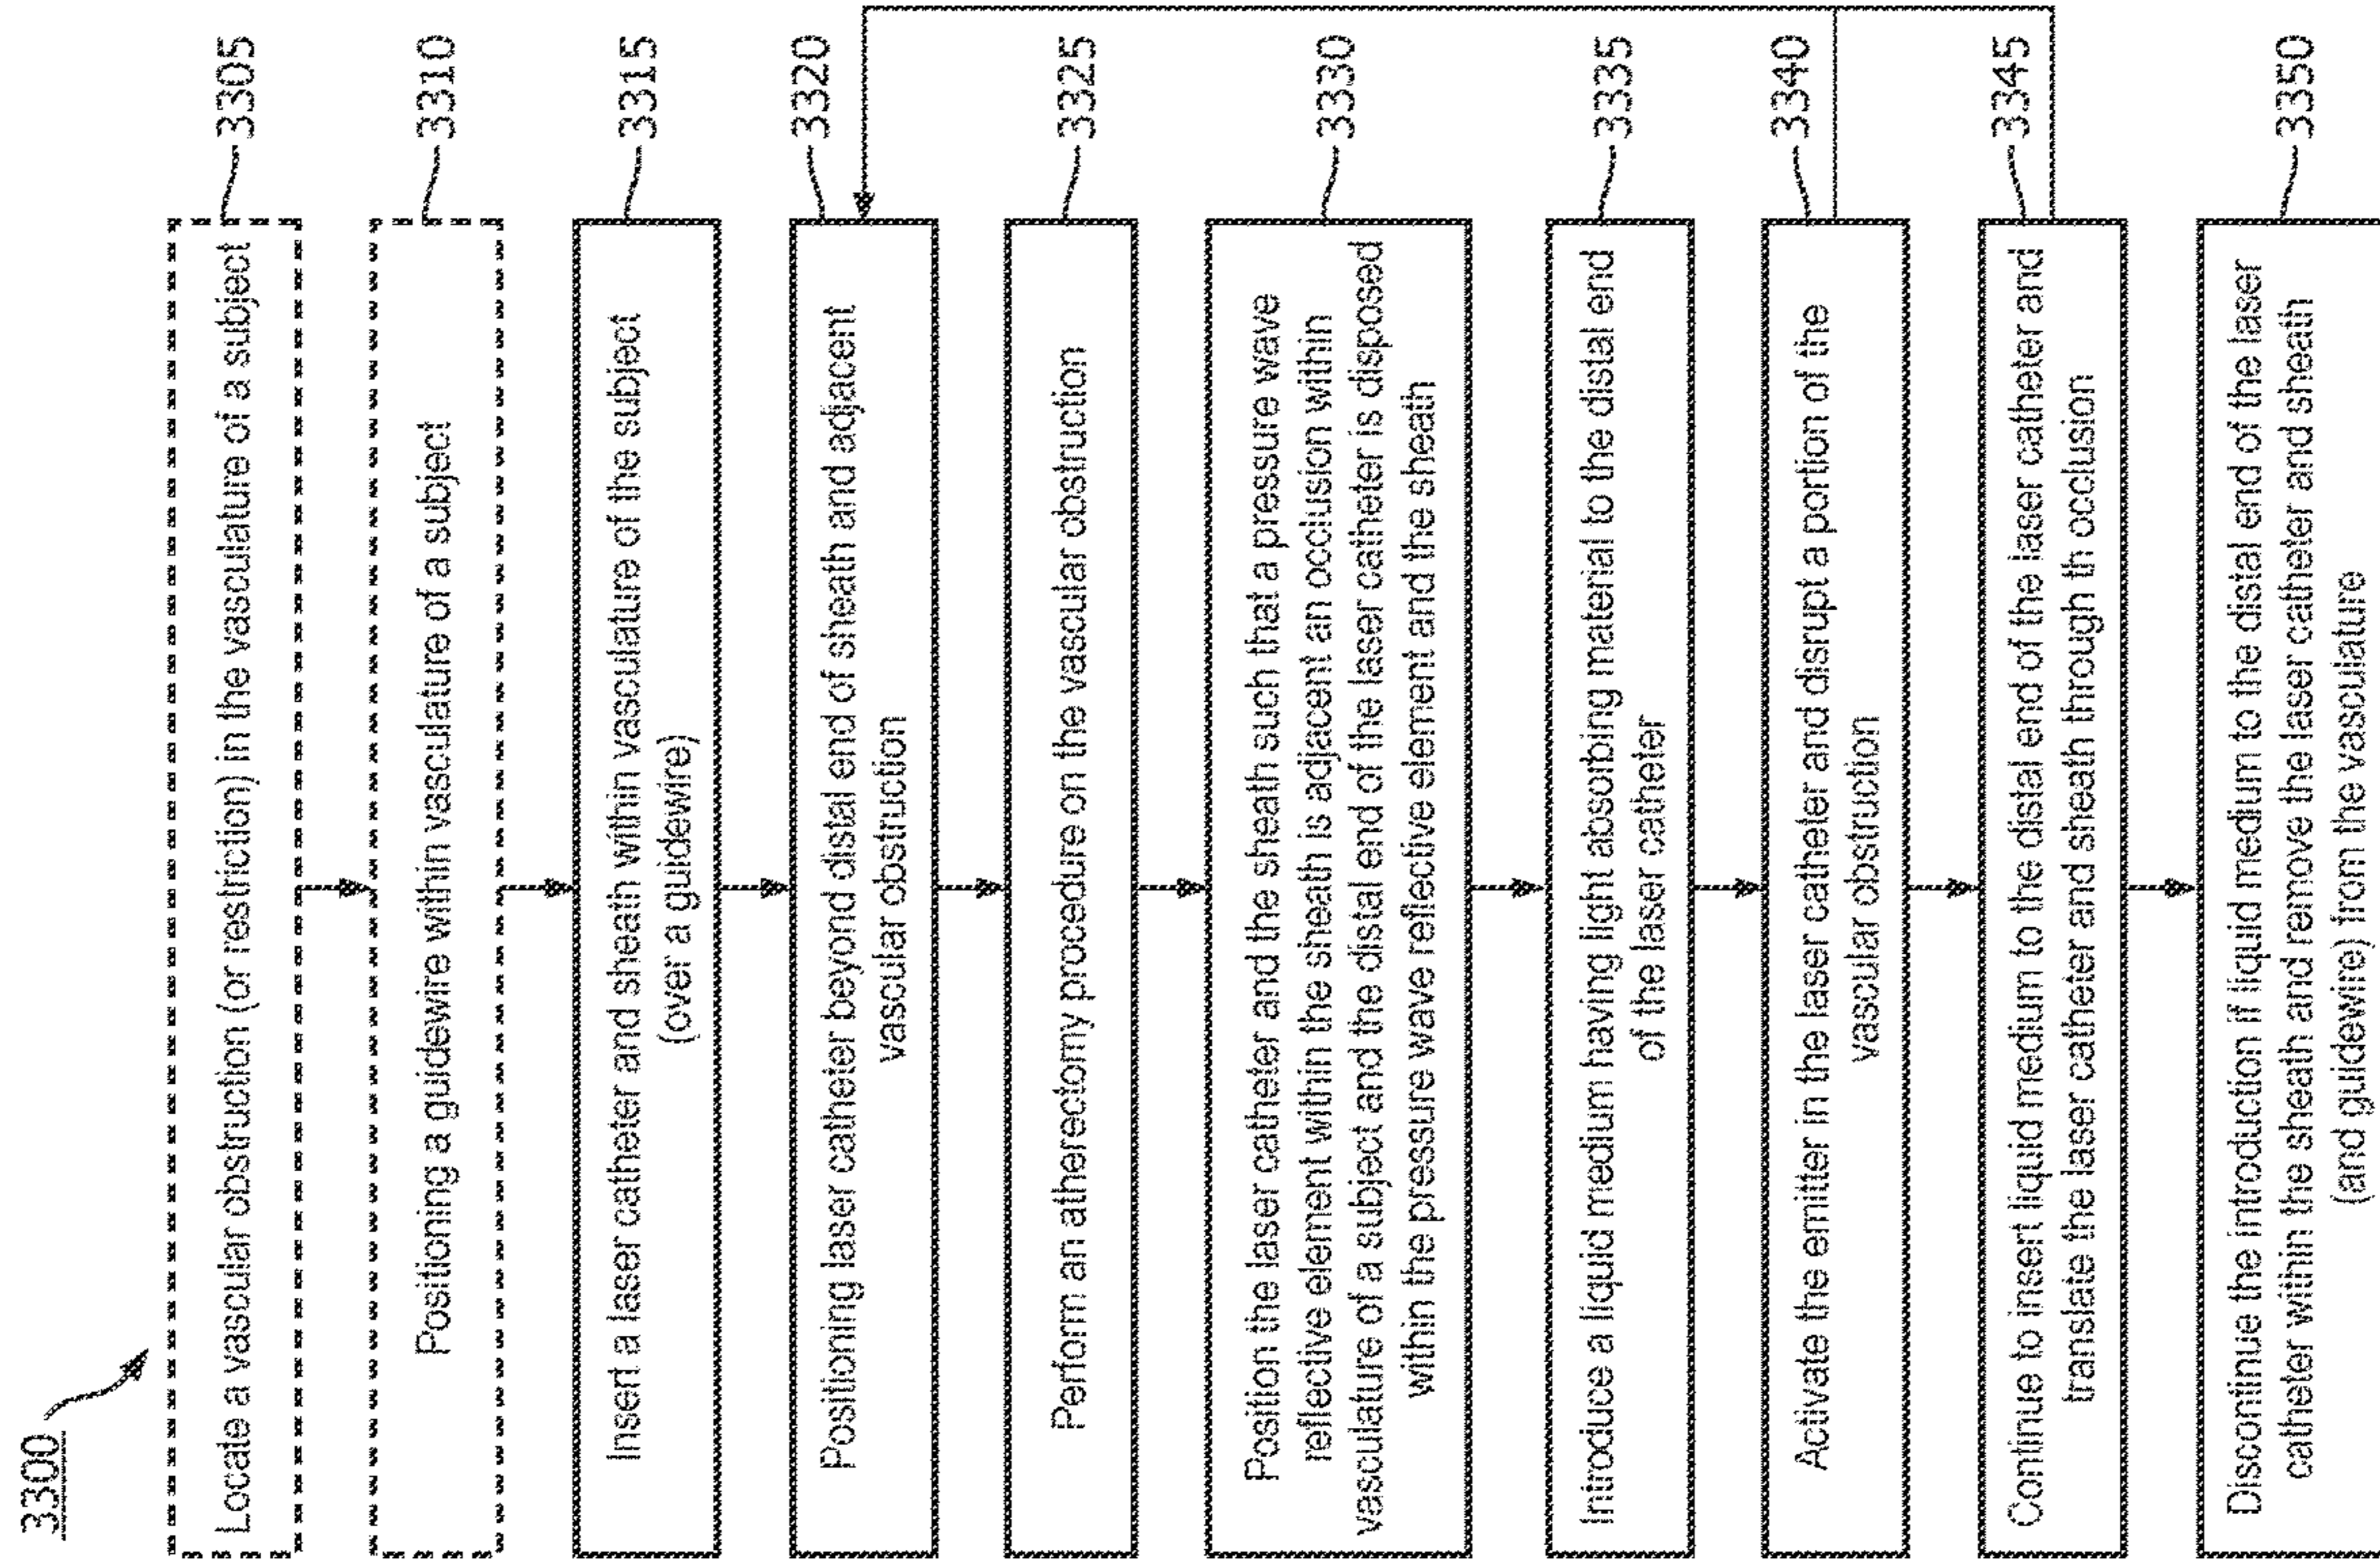 3300
Locate a vascular obstruction (or restriction) in the vasculature of a subject
3305
Positioning a guidewire within vasculature of a subject
3310
Insert a laser catheter and sheath within vasculature of the subject
(over a guidewire)
3315
Positioning laser catheter beyond distal end of sheath and adjacent
vascular obstruction
3320
Perform an atherectomy procedure on the vascular obstruction
3325
Position the laser catheter and the sheath such that a pressure wave
reflective element within the sheath is adjacent an occlusion within
vasculature of a subject and the distal end of the laser catheter is disposed
within the pressure wave reflective element and the sheath
3330
Introduce a liquid medium having light absorbing material to the distal end
of the laser catheter
3335
Activate the emitter in the laser catheter and disrupt a portion of the
vascular obstruction
3340
Continue to insert liquid medium to the distal end of the laser catheter and
translate the laser catheter and sheath through th occlusion
3345
Discontinue the introduction if liquid medium to the distal end of the laser
catheter within the sheath and remove the laser catheter and sheath
(and guidewire) from the vasculature
3350